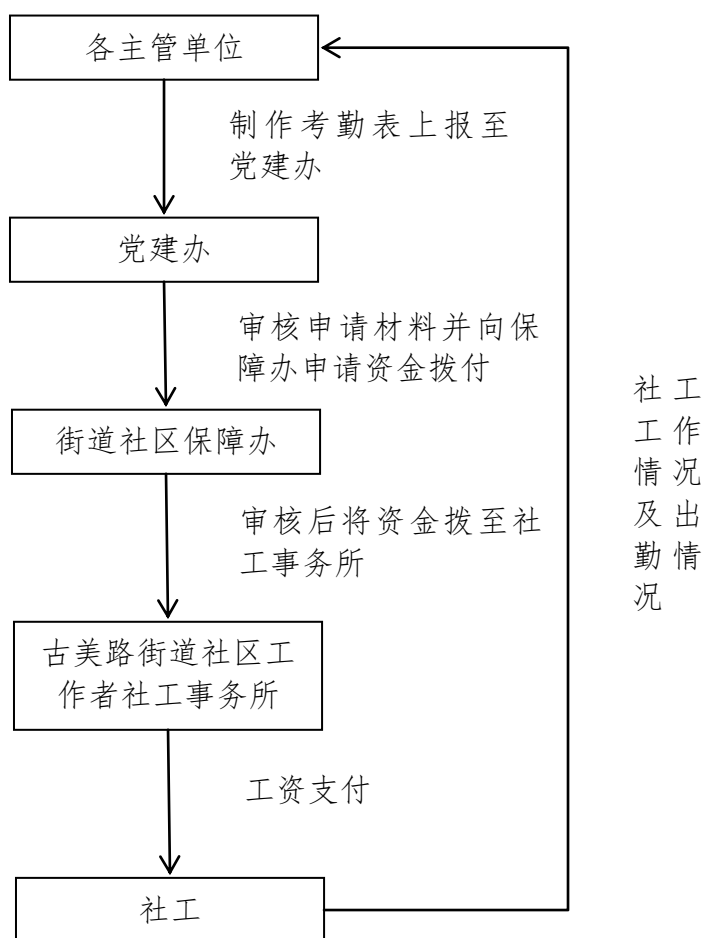 各主管单位
制作考勤表上报至
党建办
党建办
审核申请材料并向保
障办申请资金拨付
街道社区保障办
审核后将资金拨至社
工事务所
古美路街道社区工
作者社工事务所
工资支付
社工
社工
工作
情况
及出
勤情
况